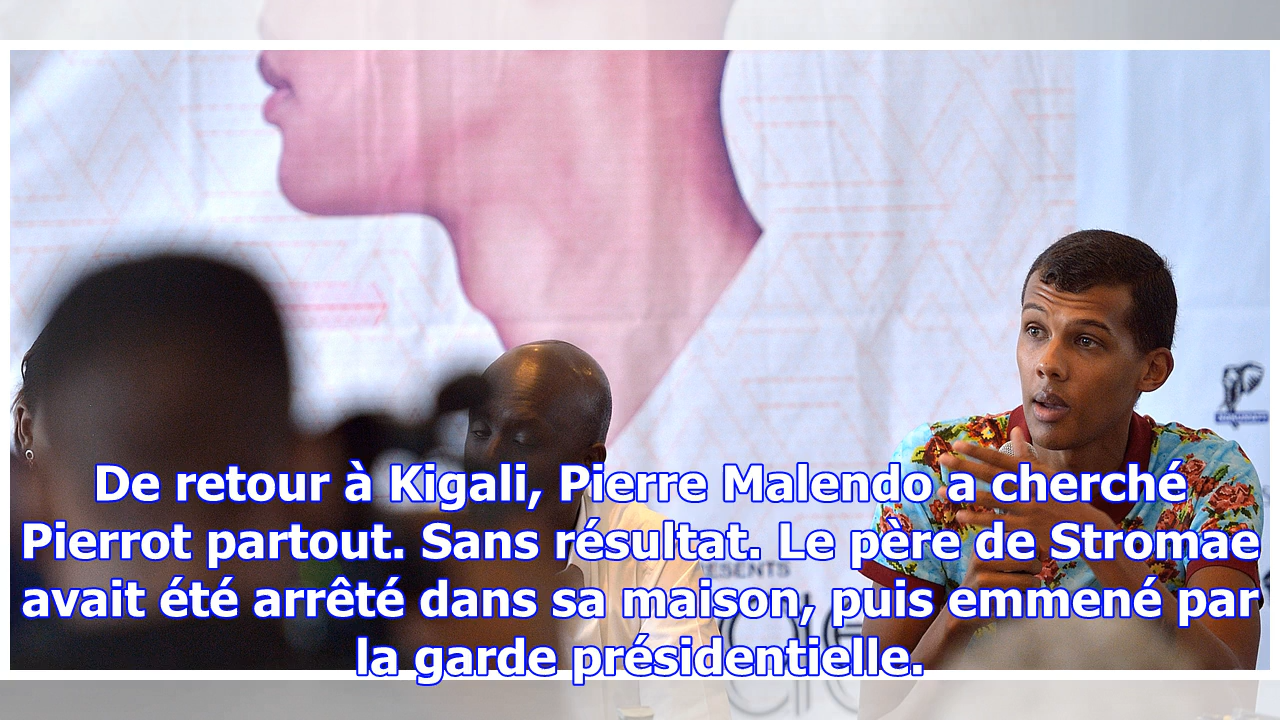 De retour à Kigali, Pierre Malendo a cherché
Pierrot partout. Sans résultat. Le père de Stromae
avait été arrêté dans sa maison, puis emmené par
la garde présidentielle.